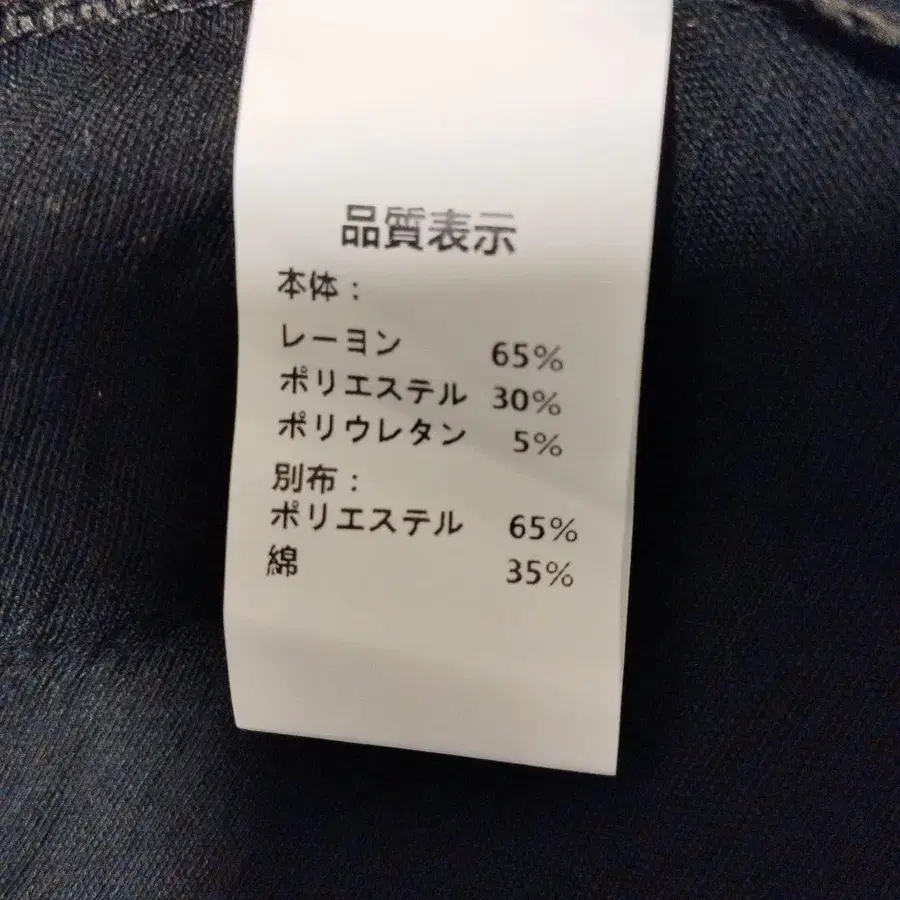 品質表示
本体：
レーヨン 65%
ポリエステル 30%
ポリウレタン 5%
別布：
ポリエステル 65%
綿 35%